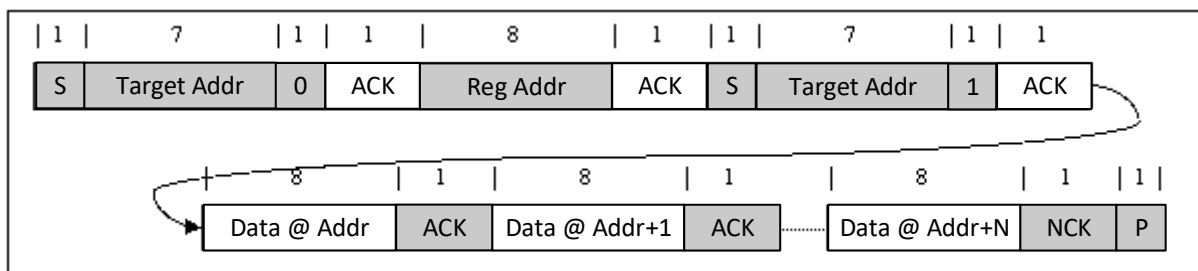 | 1 | 7 | 1 | 1 | 8 | 1 | 1 | 7 | 1 | 1
S Target Addr 0 ACK Reg Addr ACK S Target Addr 1 ACK
| 8 | 1 | 8 | 1 | 8 | 1 | 1 |
Data @ Addr ACK Data @ Addr+1 ACK Data @ Addr+N NCK P